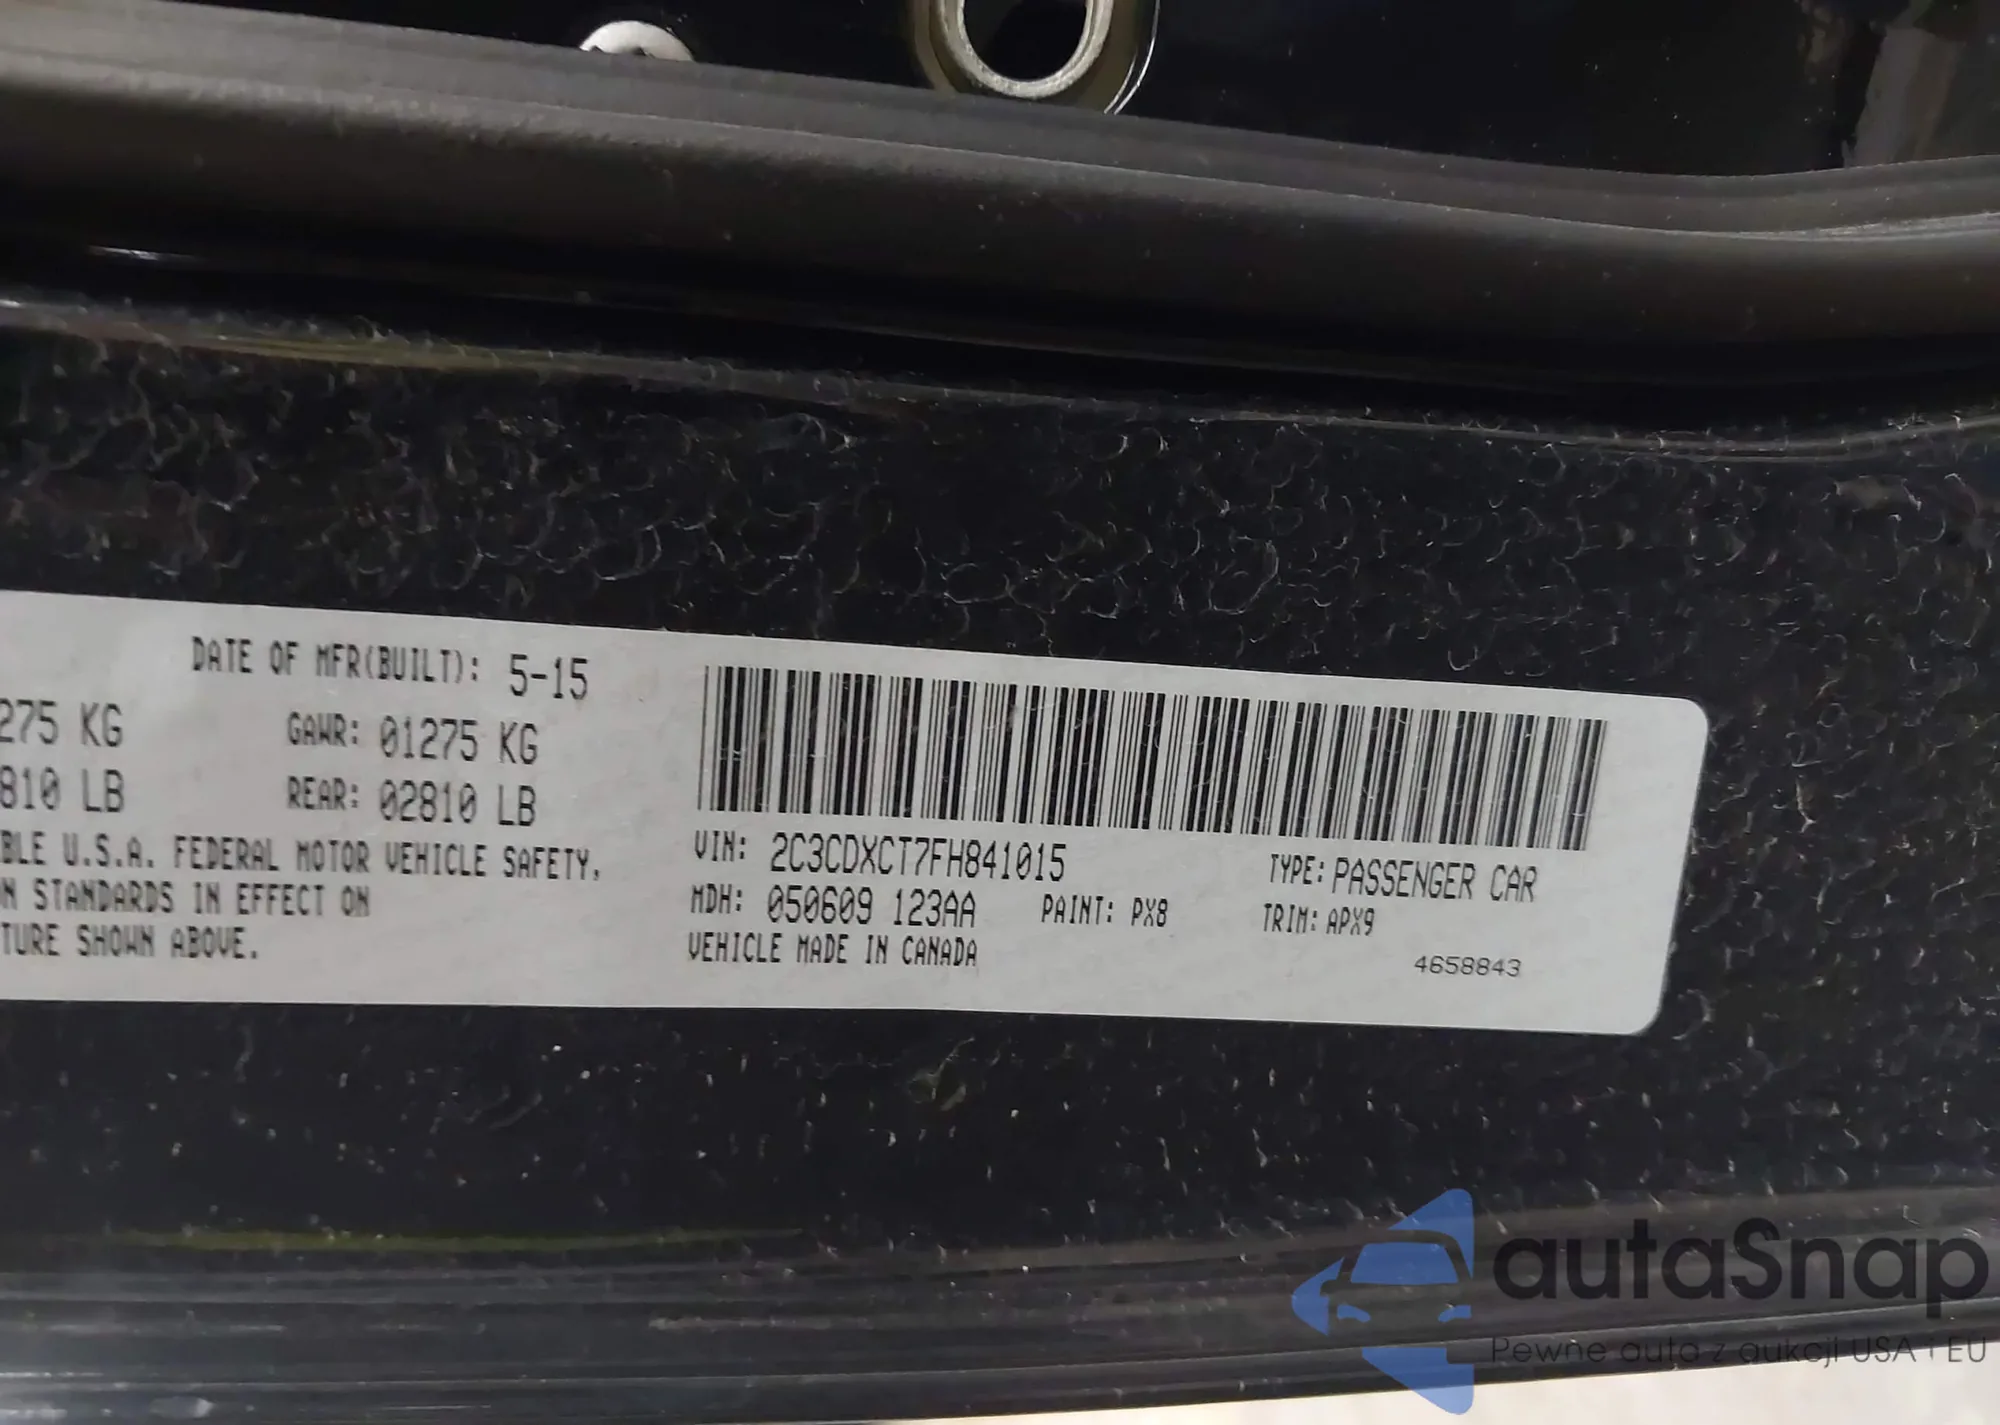 DATE OF MFR(BUILT): 5-15
275 KG GAWR: 01275 KG
810 LB REAR: 02810 LB
BLE U.S.A. FEDERAL MOTOR VEHICLE SAFETY,
N STANDARDS IN EFFECT ON
TURE SHOWN ABOVE.
VIN: 2C3CDXCT7FH841015 TYPE: PASSENGER CAR
MDH: 050609 123AA PAINT: PX8 TRIM: APX9
VEHICLE MADE IN CANADA
4658843
autaSnap
Pewne auta z aukcji USA i EU